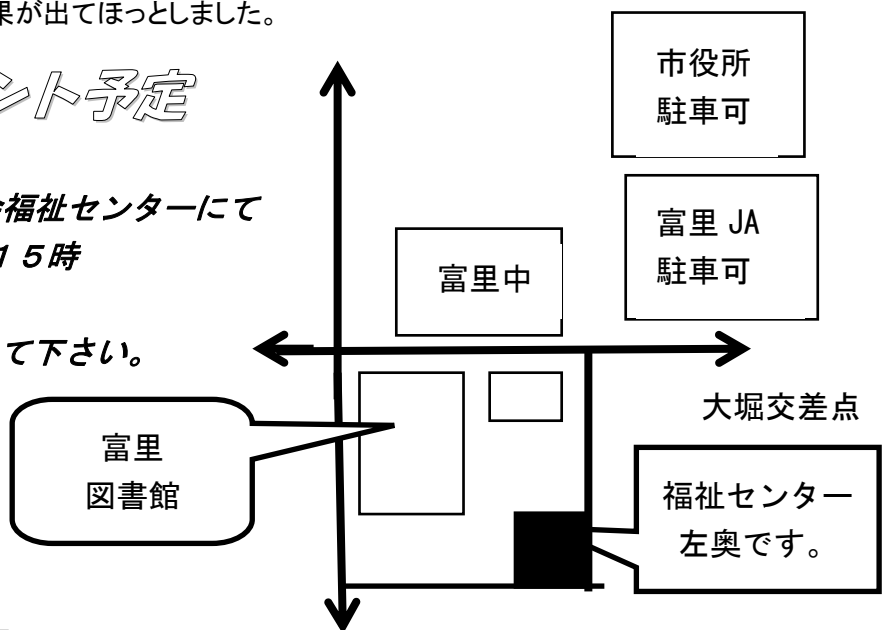 果が出てほっとしました。
ント予定
福祉センターにて
１５時
て下さい。
市役所
駐車可
富里 JA
駐車可
富里中
大堀交差点
富里
図書館
福祉センター
左奥です。